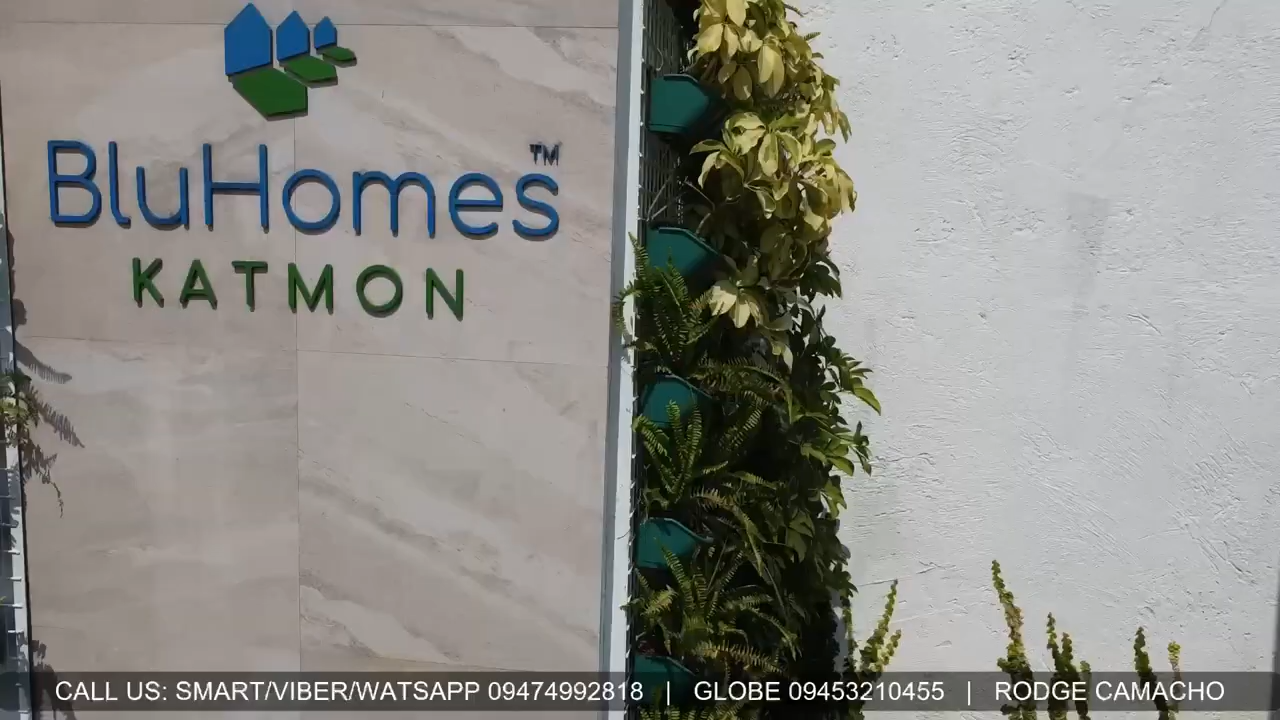 BluHomes™
KATMON
CALL US: SMART/VIBER/WATSAPP 09474992818 | GLOBE 09453210455 | RODGE CAMACHO